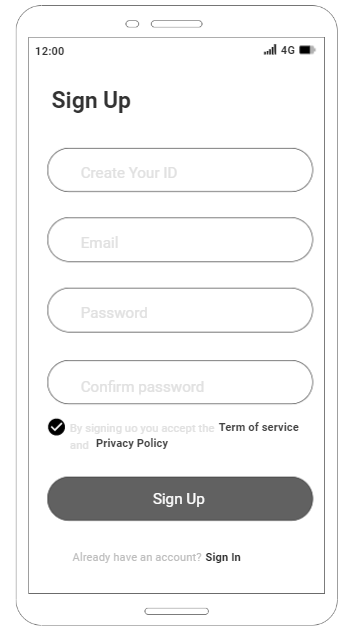 12:00 4G
Sign Up
Create Your ID
Email
Password
Confirm password
By signing uo you accept the Term of service
and Privacy Policy
Sign Up
Already have an account? Sign In